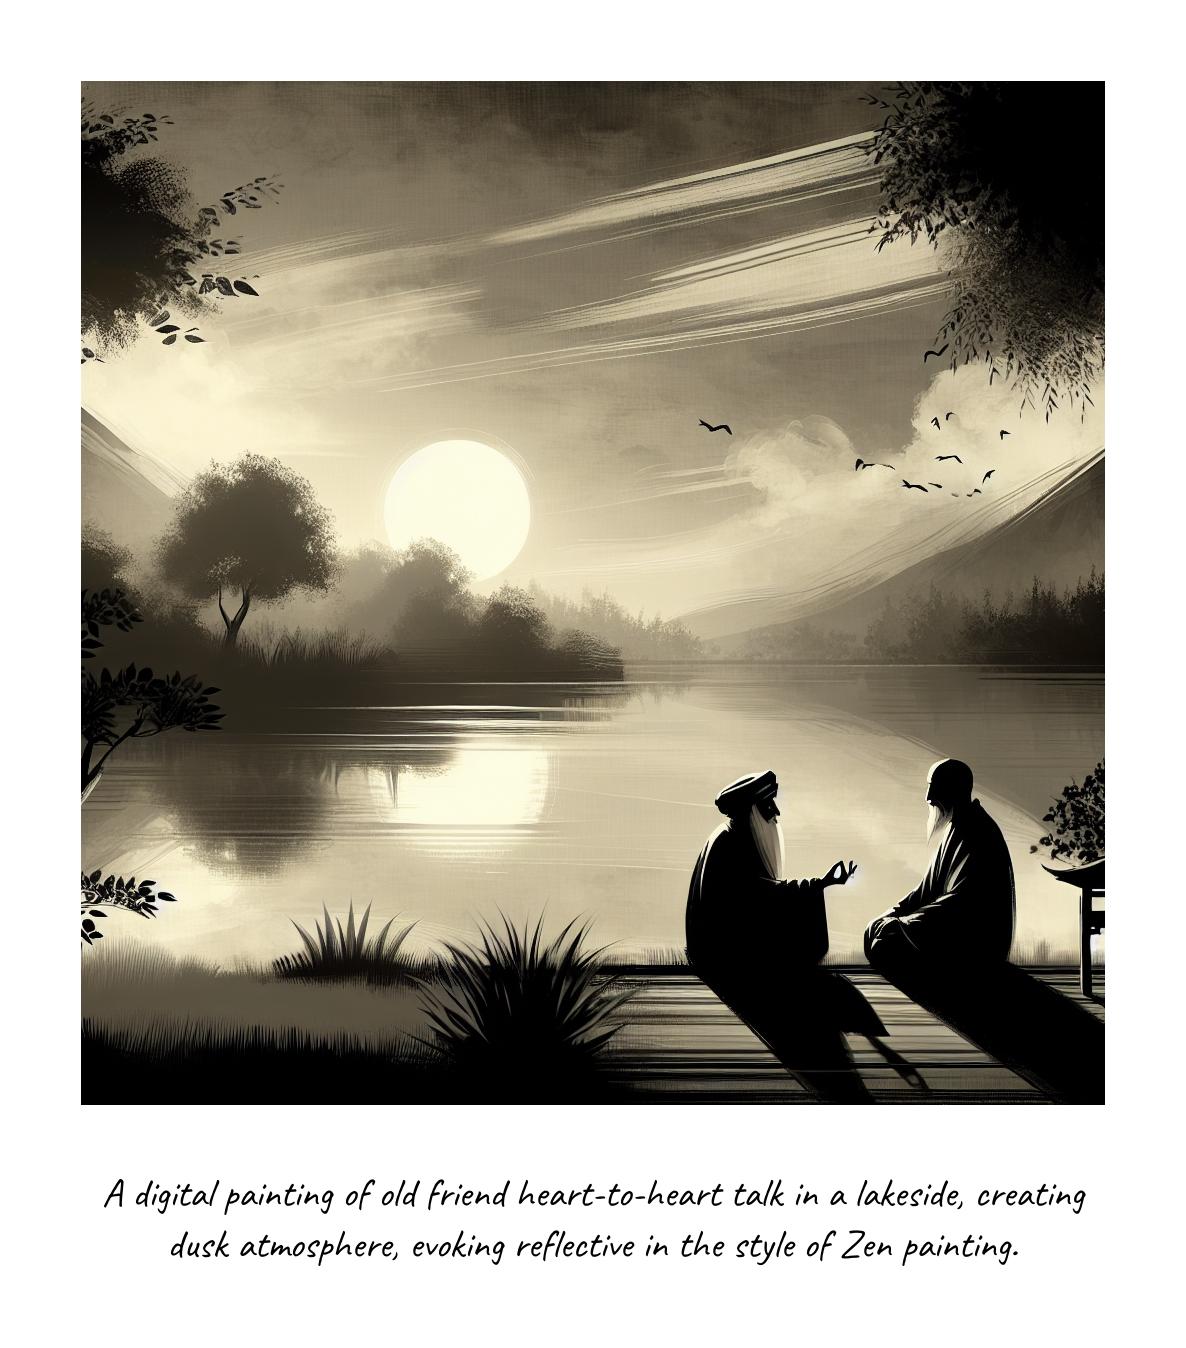 A digital painting of old friend heart-to-heart talk in a lakeside, creating
dusk atmosphere, evoking reflective in the style of Zen painting.